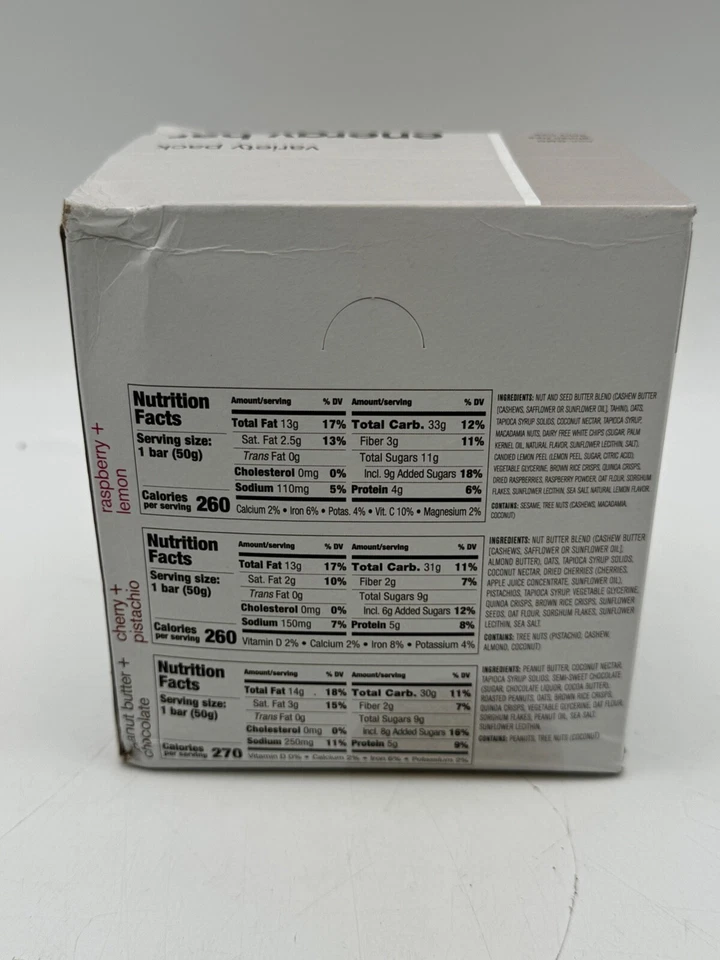 energy bar
variety pack
raspberry +
lemon
Nutrition
Facts
Serving size:
1 bar (50g)
Calories
per serving 260
Amount/serving % DV Amount/serving % DV
Total Fat 13g 17% Total Carb. 33g 12%
Sat. Fat 2.5g 13% Fiber 3g 11%
Trans Fat 0g Total Sugars 11g
Cholesterol 0mg 0% Incl. 9g Added Sugars 18%
Sodium 110mg 5% Protein 4g 6%
Calcium 2% • Iron 6% • Potas. 4% • Vit. C 10% • Magnesium 2%
INGREDIENTS: NUT AND SEED BUTTER BLEND (CASHEW BUTTER
[CASHEWS, SAFFLOWER OR SUNFLOWER OIL], TAHINI), OATS,
TAPIOCA SYRUP SOLIDS, COCONUT NECTAR, TAPIOCA SYRUP,
MACADAMIA NUTS, DAIRY FREE WHITE CHIPS (SUGAR, PALM
KERNEL OIL, NATURAL FLAVOR, SUNFLOWER LECITHIN, SALT),
CANDIED LEMON PEEL (LEMON PEEL, SUGAR, CITRIC ACID),
VEGETABLE GLYCERINE, BROWN RICE CRISPS, QUINOA CRISPS,
DRIED RASPBERRIES, RASPBERRY POWDER, OAT FLOUR, SORGHUM
FLAKES, SUNFLOWER LECITHIN, SEA SALT, NATURAL LEMON FLAVOR.
CONTAINS: SESAME, TREE NUTS (CASHEWS, MACADAMIA,
COCONUT)
cherry +
pistachio
Nutrition
Facts
Serving size:
1 bar (50g)
Calories
per serving 260
Amount/serving % DV Amount/serving % DV
Total Fat 13g 17% Total Carb. 31g 11%
Sat. Fat 2g 10% Fiber 2g 7%
Trans Fat 0g Total Sugars 9g
Cholesterol 0mg 0% Incl. 6g Added Sugars 12%
Sodium 150mg 7% Protein 5g 8%
Vitamin D 2% • Calcium 2% • Iron 8% • Potassium 4%
INGREDIENTS: NUT BUTTER BLEND (CASHEW BUTTER,
[CASHEWS, SAFFLOWER OR SUNFLOWER OIL],
ALMOND BUTTER), OATS, TAPIOCA SYRUP SOLIDS,
COCONUT NECTAR, DRIED CHERRIES (CHERRIES,
APPLE JUICE CONCENTRATE, SUNFLOWER OIL),
PISTACHIOS, TAPIOCA SYRUP, VEGETABLE GLYCERINE,
QUINOA CRISPS, BROWN RICE CRISPS, SUNFLOWER
SEEDS, OAT FLOUR, SORGHUM FLAKES, SUNFLOWER
LECITHIN, SEA SALT.
CONTAINS: TREE NUTS (PISTACHIO, CASHEW,
ALMOND, COCONUT)
peanut butter +
chocolate
Nutrition
Facts
Serving size:
1 bar (50g)
Calories
per serving 270
Amount/serving % DV Amount/serving % DV
Total Fat 14g 18% Total Carb. 30g 11%
Sat. Fat 3g 15% Fiber 2g 7%
Trans Fat 0g Total Sugars 9g
Cholesterol 0mg 0% Incl. 8g Added Sugars 16%
Sodium 250mg 11% Protein 5g 9%
Vitamin D 0% • Calcium 2% • Iron 6% • Potassium 2%
INGREDIENTS: PEANUT BUTTER, COCONUT NECTAR,
TAPIOCA SYRUP SOLIDS, SEMI-SWEET CHOCOLATE
(SUGAR, CHOCOLATE LIQUOR, COCOA BUTTER),
ROASTED PEANUTS, OATS, BROWN RICE CRISPS,
QUINOA CRISPS, VEGETABLE GLYCERINE, OAT FLOUR,
SORGHUM FLAKES, PEANUT OIL, SEA SALT,
SUNFLOWER LECITHIN.
CONTAINS: PEANUTS, TREE NUTS (COCONUT)